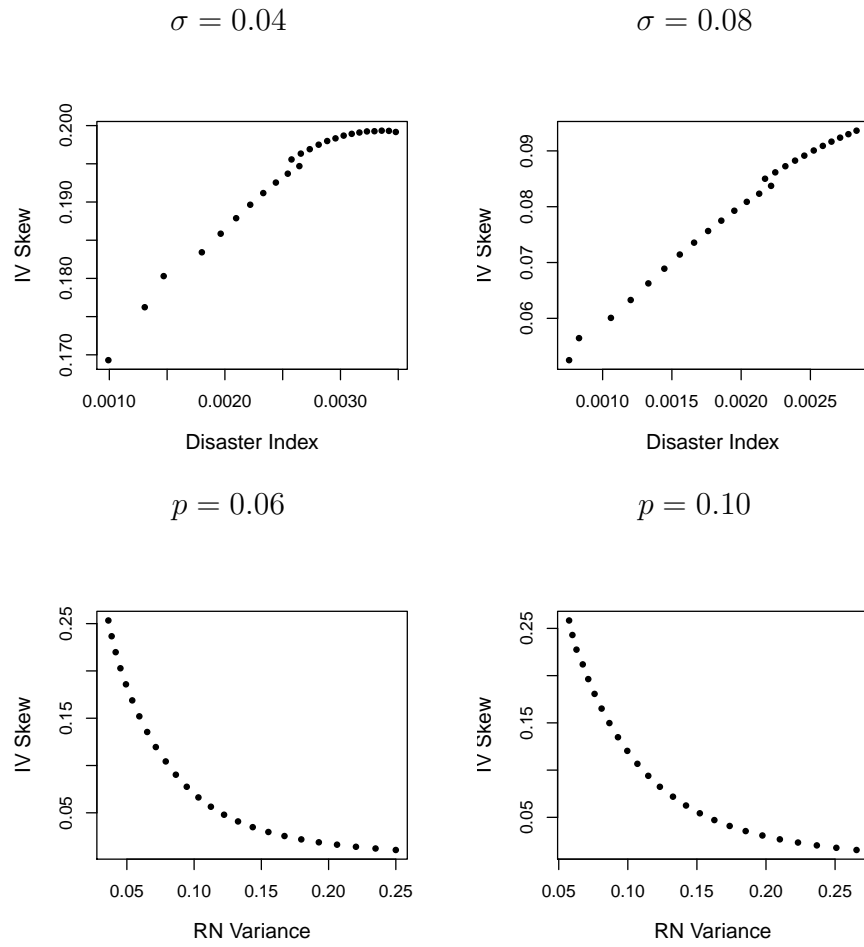 σ = 0.04
IV Skew
0.170 0.180 0.190 0.200
0.0010 0.0020 0.0030
Disaster Index
σ = 0.08
IV Skew
0.06 0.07 0.08 0.09
0.0010 0.0015 0.0020 0.0025
Disaster Index
p = 0.06
IV Skew
0.05 0.15 0.25
0.05 0.10 0.15 0.20 0.25
RN Variance
p = 0.10
IV Skew
0.05 0.15 0.25
0.05 0.10 0.15 0.20 0.25
RN Variance